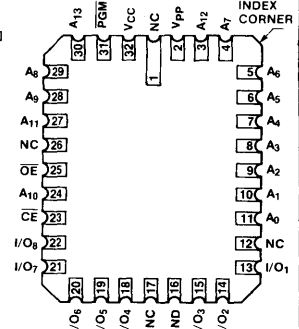 INDEX
CORNER
A13 PGM VCC NC VPP A12 A7
30 31 32 1 2 3 4
A8 29 5 A6
A9 28 6 A5
A11 27 7 A4
NC 26 8 A3
OE 25 9 A2
A10 24 10 A1
CE 23 11 A0
I/O8 22 12 NC
I/O7 21 13 I/O1
20 19 18 17 16 15 14
/O6 /O5 /O4 NC ND /O3 /O2